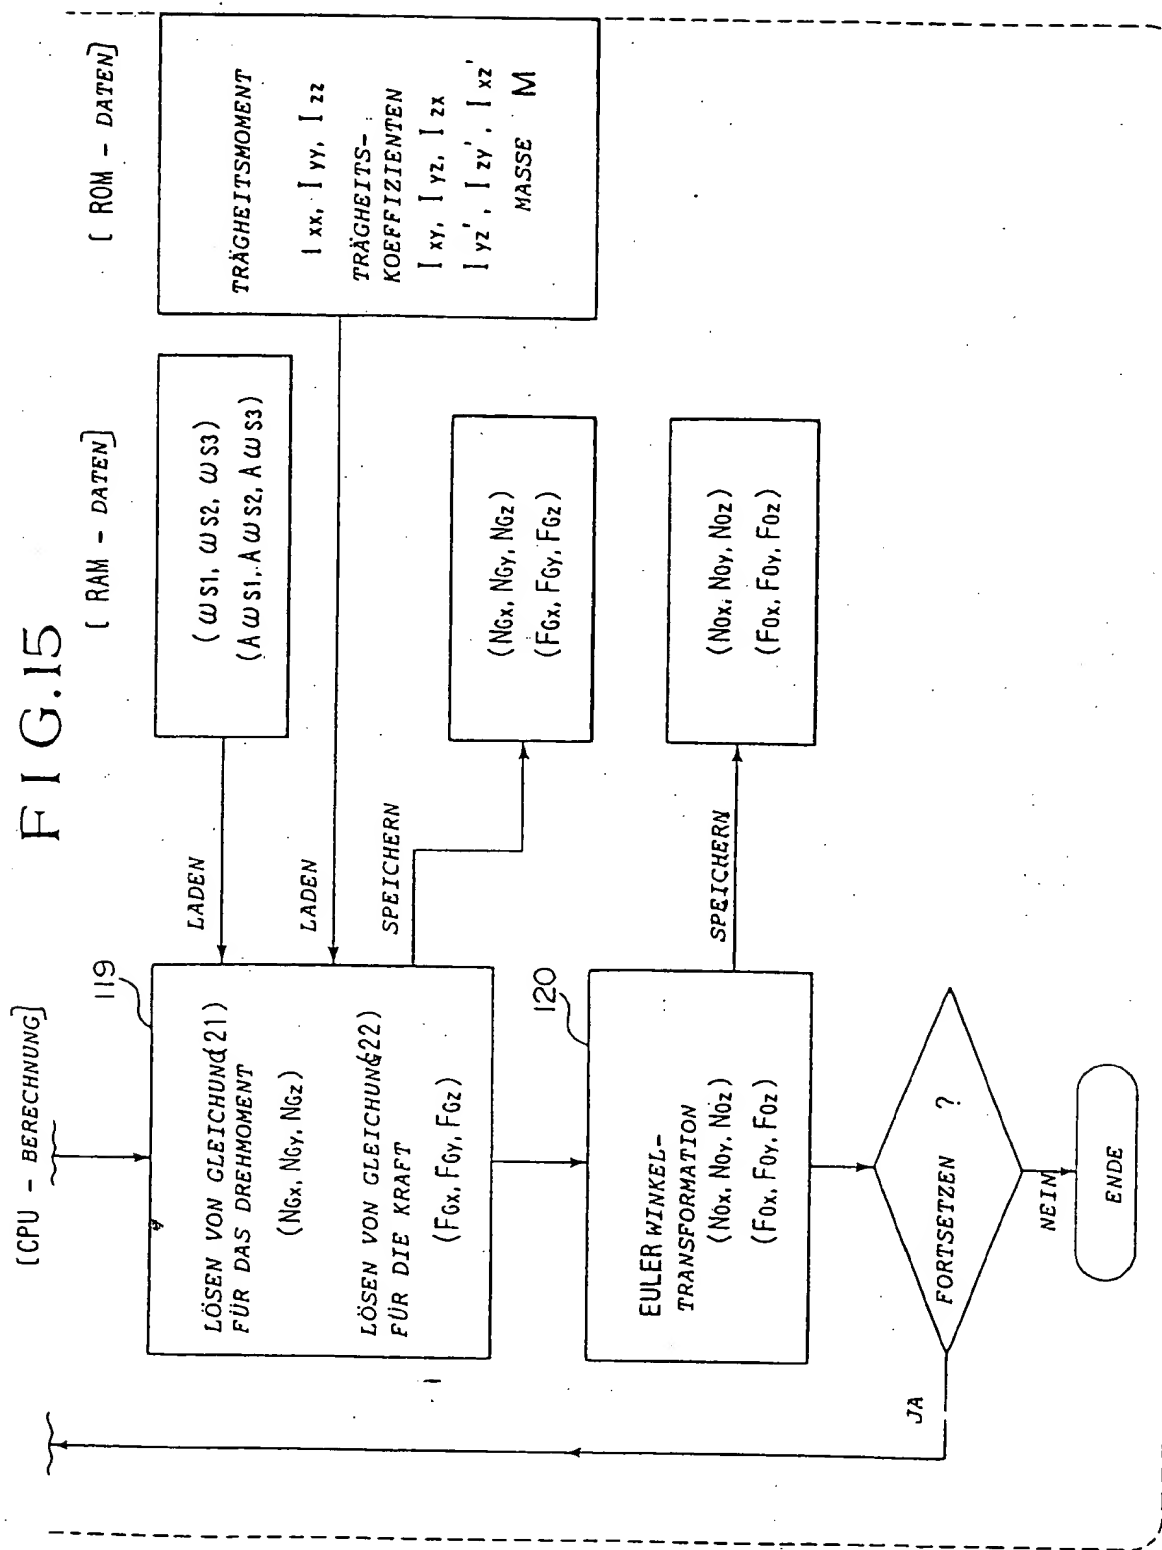 FIG.15
[CPU - BERECHNUNG]
[RAM - DATEN]
[ROM - DATEN]
119
LÖSEN VON GLEICHUNG(21)
FÜR DAS DREHMOMENT
(NGx, NGy, NGz)
LÖSEN VON GLEICHUNG(22)
FÜR DIE KRAFT
(FGx, FGy, FGz)
LADEN
(ωS1, ωS2, ωS3)
(AωS1, AωS2, AωS3)
LADEN
TRÄGHEITSMOMENT
Ixx, Iyy, Izz
TRÄGHEITS-
KOEFFIZIENTEN
Ixy, Iyz, Izx
Iyz', Izy', Ixz'
MASSE M
SPEICHERN
(NGx, NGy, NGz)
(FGx, FGy, FGz)
120
EULER WINKEL-
TRANSFORMATION
(NOx, NOy, NOz)
(FOx, FOy, FOz)
SPEICHERN
(NOx, NOy, NOz)
(FOx, FOy, FOz)
FORTSETZEN ?
JA
NEIN
ENDE